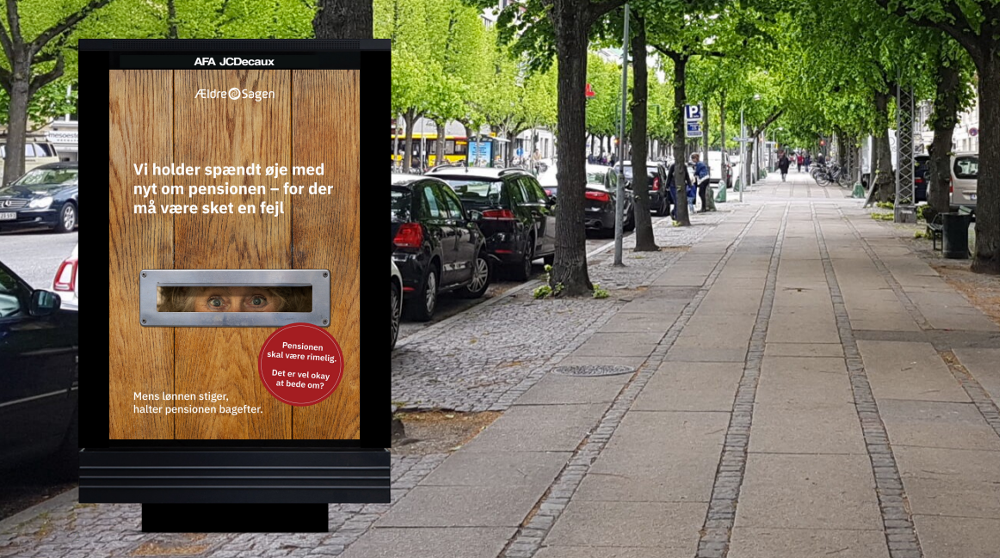 AFA JCDecaux
Ældre Sagen
Vi holder spændt øje med
nyt om pensionen – for der
må være sket en fejl
Pensionen
skal være rimelig.
Det er vel okay
at bede om?
Mens lønnen stiger,
halter pensionen bagefter.
P